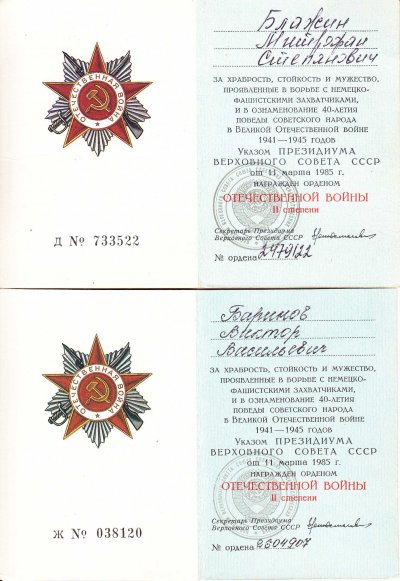 ОТЕЧЕСТВЕННАЯ ВОЙНА
Д № 733522
Блажин
Митрофан
Степанович
ЗА ХРАБРОСТЬ, СТОЙКОСТЬ И МУЖЕСТВО,
ПРОЯВЛЕННЫЕ В БОРЬБЕ С НЕМЕЦКО-
ФАШИСТСКИМИ ЗАХВАТЧИКАМИ,
И В ОЗНАМЕНОВАНИЕ 40-ЛЕТИЯ
ПОБЕДЫ СОВЕТСКОГО НАРОДА
В ВЕЛИКОЙ ОТЕЧЕСТВЕННОЙ ВОЙНЕ
1941—1945 ГОДОВ
Указом ПРЕЗИДИУМА
ВЕРХОВНОГО СОВЕТА СССР
от 11 марта 1985 г.
НАГРАЖДЕН ОРДЕНОМ
ОТЕЧЕСТВЕННОЙ ВОЙНЫ
II степени
Секретарь Президиума
Верховного Совета СССР
№ ордена 2479122
ОТЕЧЕСТВЕННАЯ ВОЙНА
Ж № 038120
Баринов
Виктор
Васильевич
ЗА ХРАБРОСТЬ, СТОЙКОСТЬ И МУЖЕСТВО,
ПРОЯВЛЕННЫЕ В БОРЬБЕ С НЕМЕЦКО-
ФАШИСТСКИМИ ЗАХВАТЧИКАМИ,
И В ОЗНАМЕНОВАНИЕ 40-ЛЕТИЯ
ПОБЕДЫ СОВЕТСКОГО НАРОДА
В ВЕЛИКОЙ ОТЕЧЕСТВЕННОЙ ВОЙНЕ
1941—1945 ГОДОВ
Указом ПРЕЗИДИУМА
ВЕРХОВНОГО СОВЕТА СССР
от 11 марта 1985 г.
НАГРАЖДЕН ОРДЕНОМ
ОТЕЧЕСТВЕННОЙ ВОЙНЫ
II степени
Секретарь Президиума
Верховного Совета СССР
№ ордена 2604907